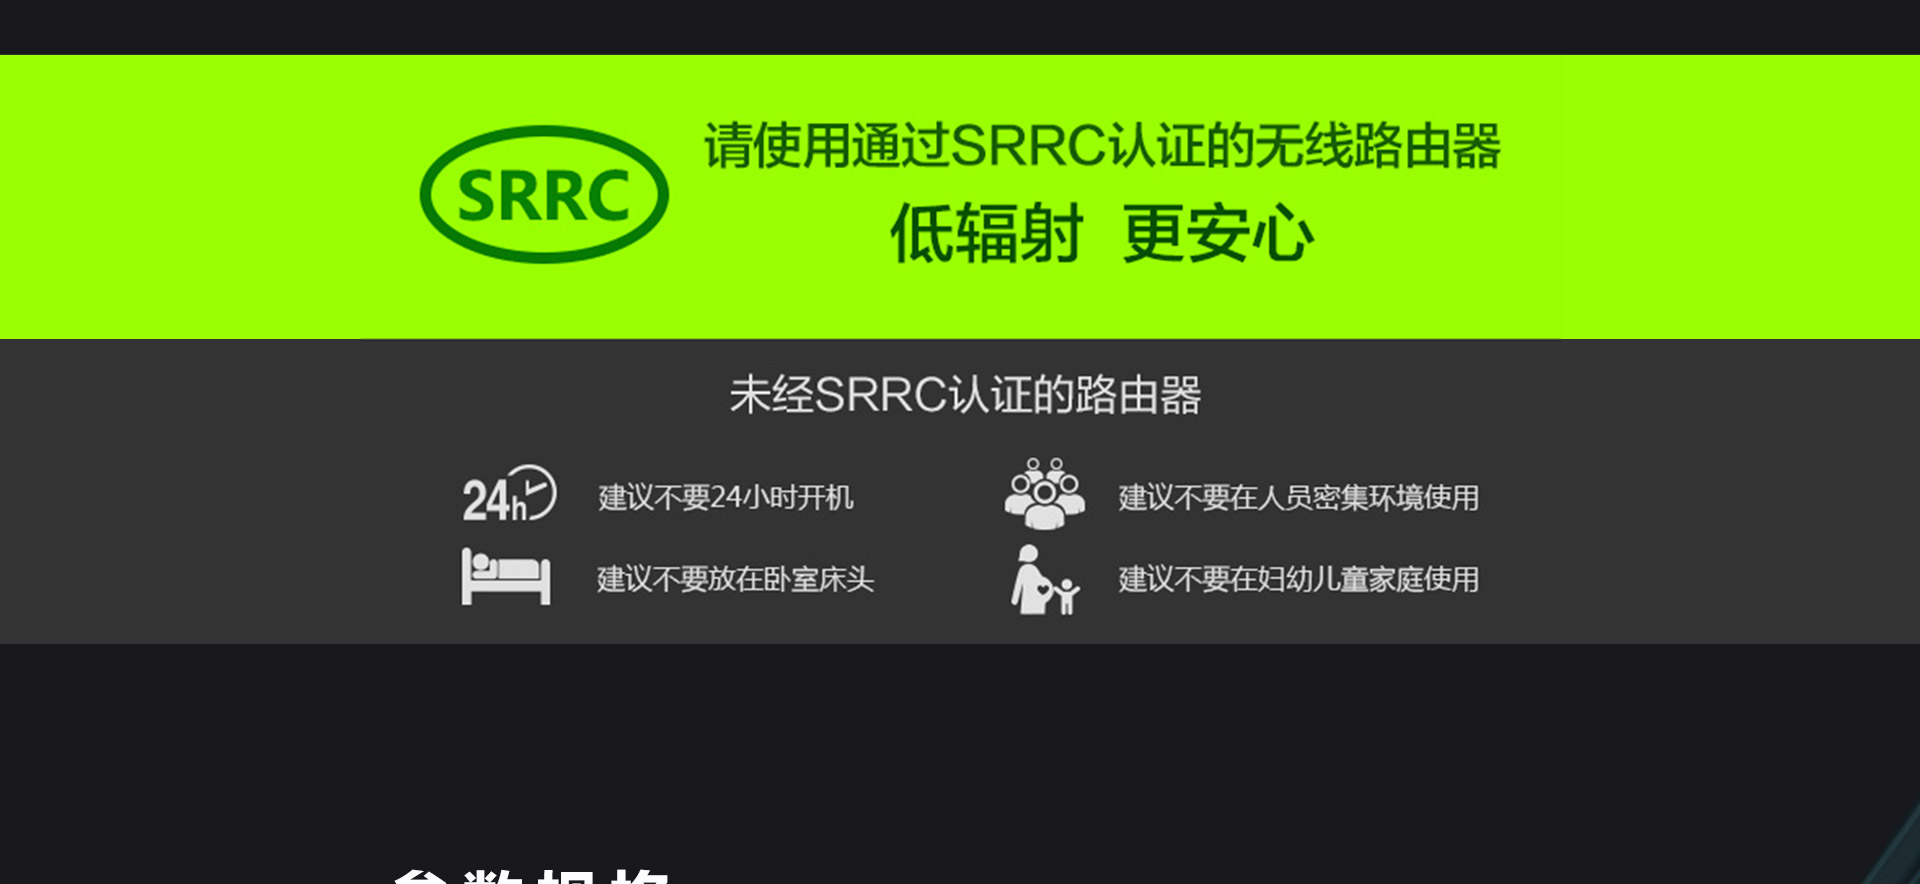 SRRC
请使用通过SRRC认证的无线路由器
低辐射 更安心
未经SRRC认证的路由器
24h
建议不要24小时开机
建议不要在人员密集环境使用
建议不要放在卧室床头
建议不要在妇幼儿童家庭使用
参数规格